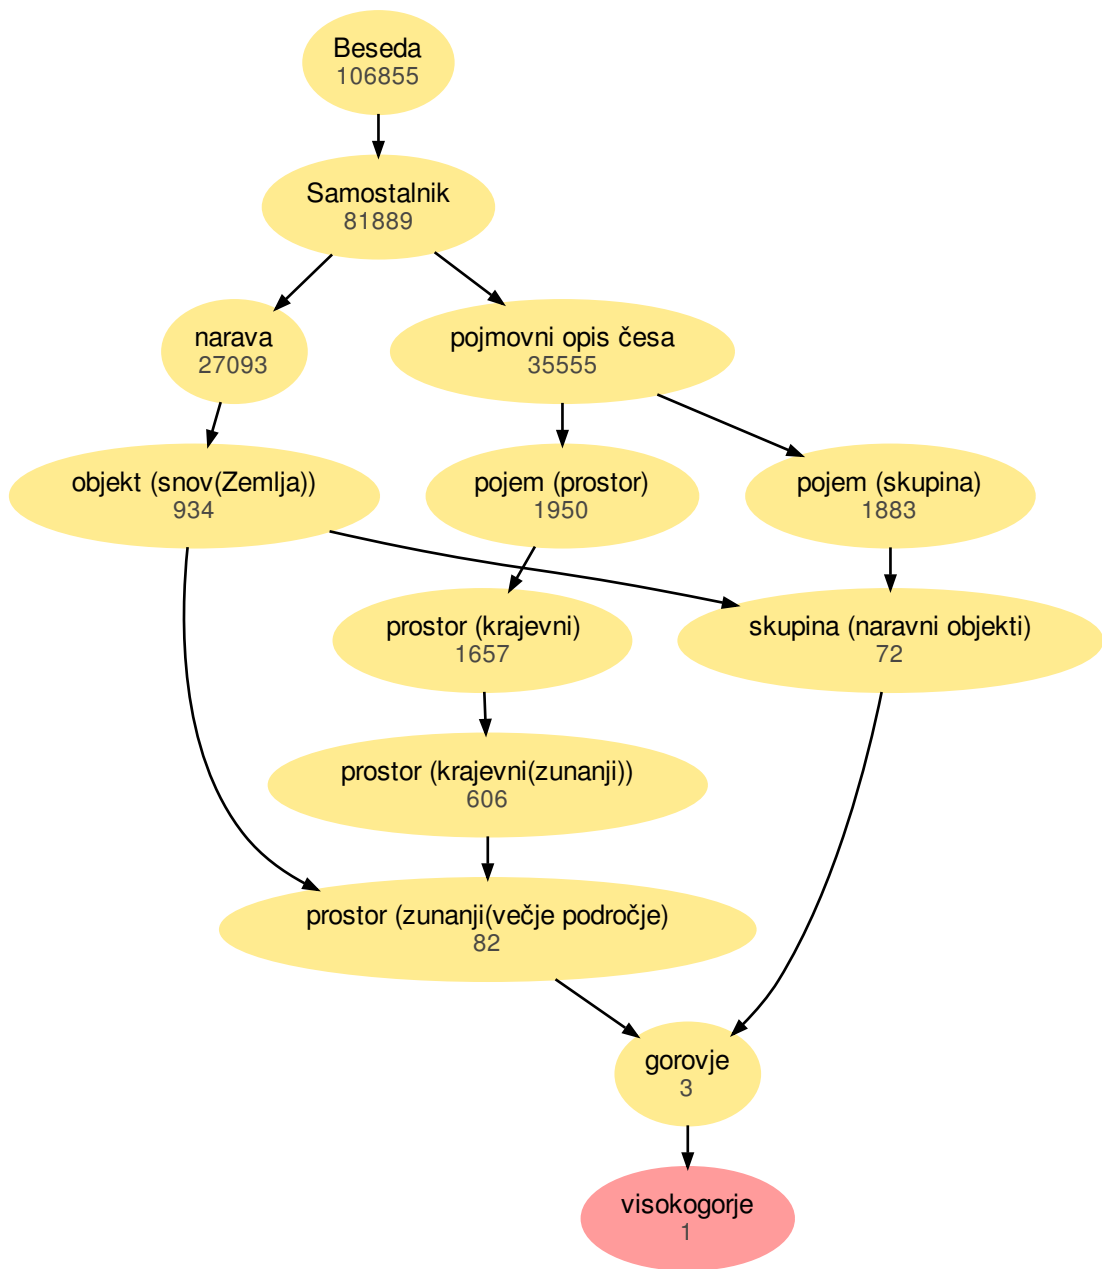 Beseda
106855
Samostalnik
81889
narava
27093
pojmovni opis česa
35555
objekt (snov(Zemlja))
934
pojem (prostor)
1950
pojem (skupina)
1883
prostor (krajevni)
1657
skupina (naravni objekti)
72
prostor (krajevni(zunanji))
606
prostor (zunanji(večje področje)
82
gorovje
3
visokogorje
1